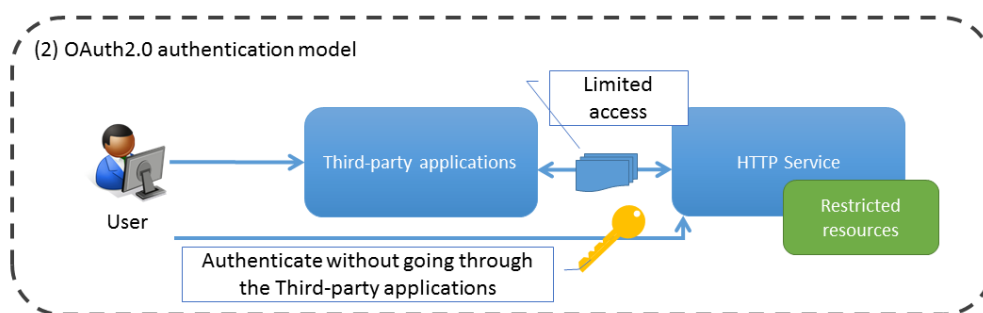 (2) OAuth2.0 authentication model
Limited
access
Third-party applications
HTTP Service
User
Restricted
resources
Authenticate without going through
the Third-party applications